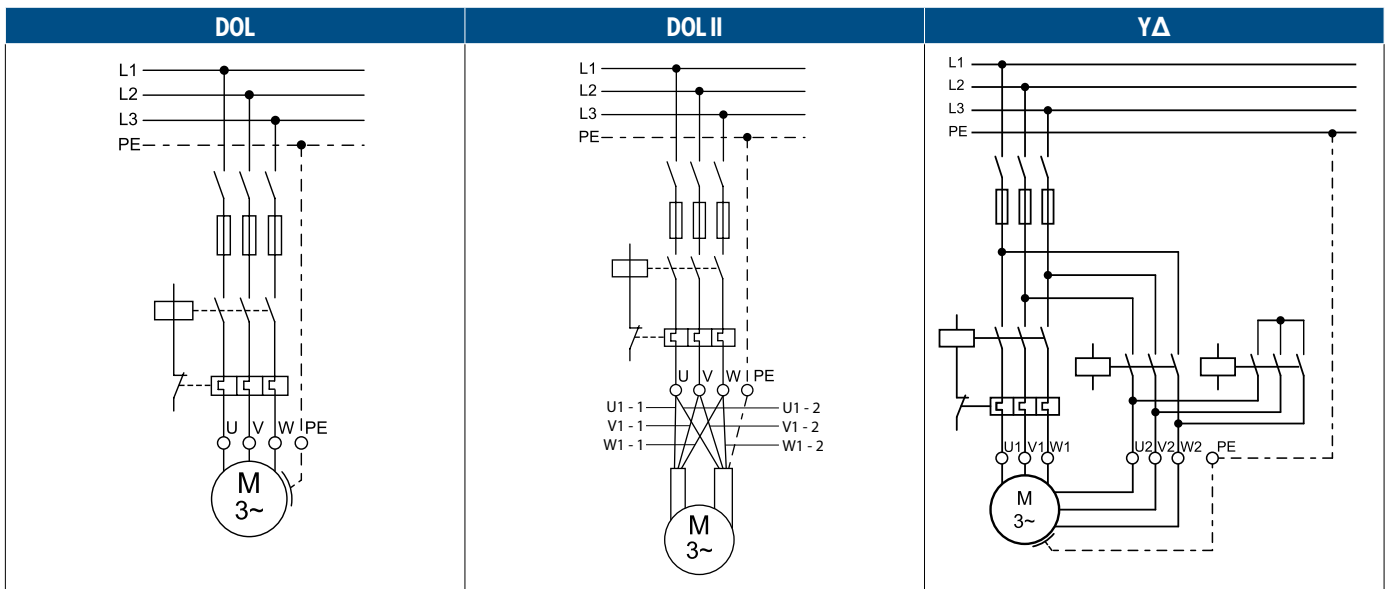 DOL
DOL II
YΔ
L1
L2
L3
PE
U V W PE
M
3~
L1
L2
L3
PE
U V W PE
U1 - 1 U1 - 2
V1 - 1 V1 - 2
W1 - 1 W1 - 2
M
3~
L1
L2
L3
PE
U1 V1 W1 U2 V2 W2 PE
M
3~